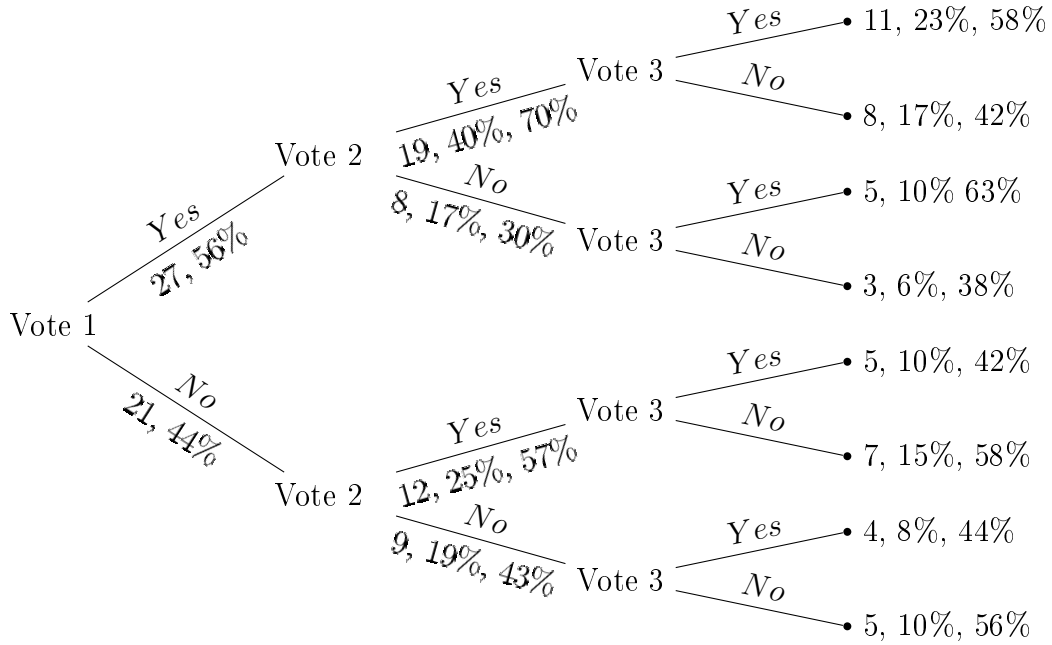 Yes
11, 23%, 58%
Vote 3
Yes
No
19, 40%, 70%
8, 17%, 42%
Vote 2
No
Yes
5, 10% 63%
8, 17%, 30%
Vote 3
Yes
No
27, 56%
3, 6%, 38%
Vote 1
Yes
5, 10%, 42%
No
Vote 3
21, 44%
Yes
No
12, 25%, 57%
7, 15%, 58%
Vote 2
No
Yes
4, 8%, 44%
9, 19%, 43%
Vote 3
No
5, 10%, 56%